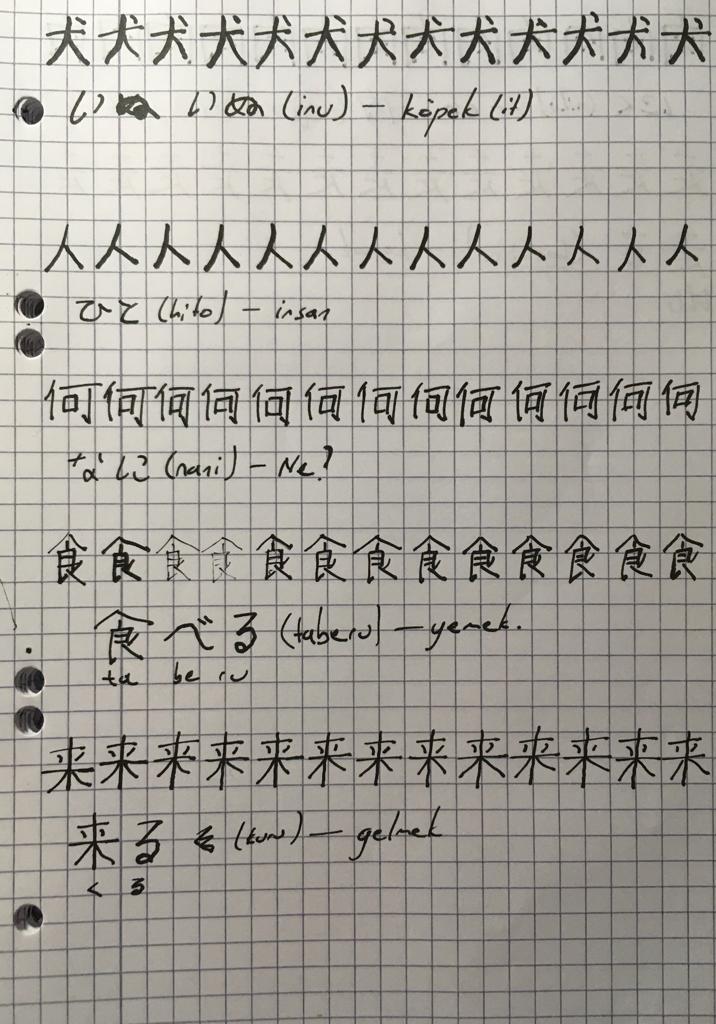 犬犬犬犬犬犬犬犬犬犬犬犬犬
い いぬ (inu) — köpek (it)
人人人人人人人人人人人人人
ひと (hito) — insan
何何何何何何何何何何何何何
なに (nani) — Ne?
食食食食食食食食食食食食食
食べる (taberu) — yemek.
ta be ru
来来来来来来来来来来来来来
来る (kuru) — gelmek
くる